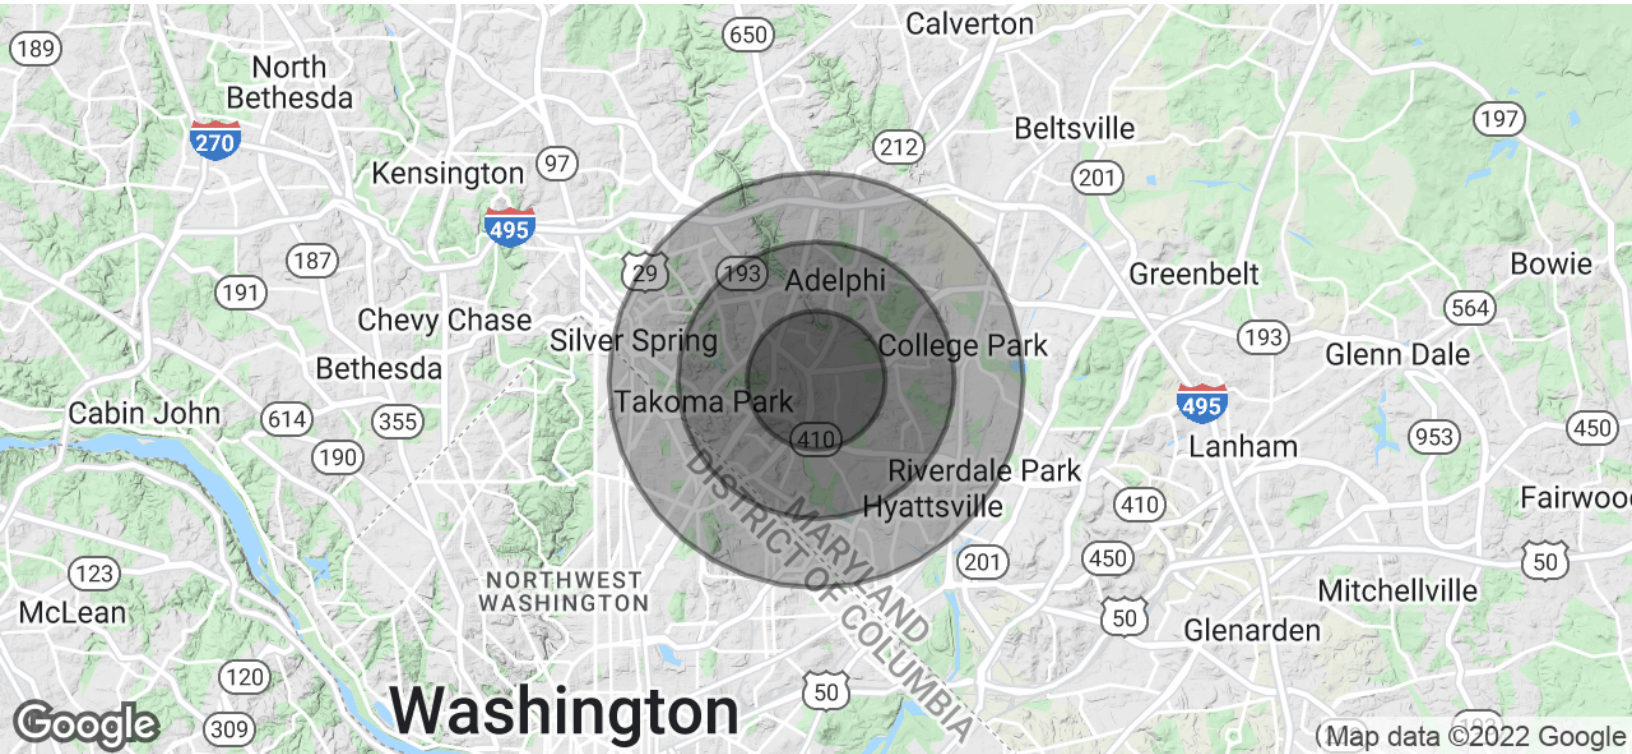 Calverton
650
189
North
Bethesda
197
Beltsville
270
212
97
Kensington
201
495
187
29
193
Adelphi
Greenbelt
Bowie
191
564
Chevy Chase
Silver Spring
College Park
193
Glenn Dale
Bethesda
Takoma Park
495
Cabin John
614
355
410
953
450
Lanham
190
Riverdale Park
Hyattsville
410
Fairwoo
MARYLAND
DISTRICT OF COLUMBIA
201
450
50
123
NORTHWEST
WASHINGTON
McLean
Mitchellville
50
Glenarden
120
50
Washington
Google
309
Map data ©2022 Google